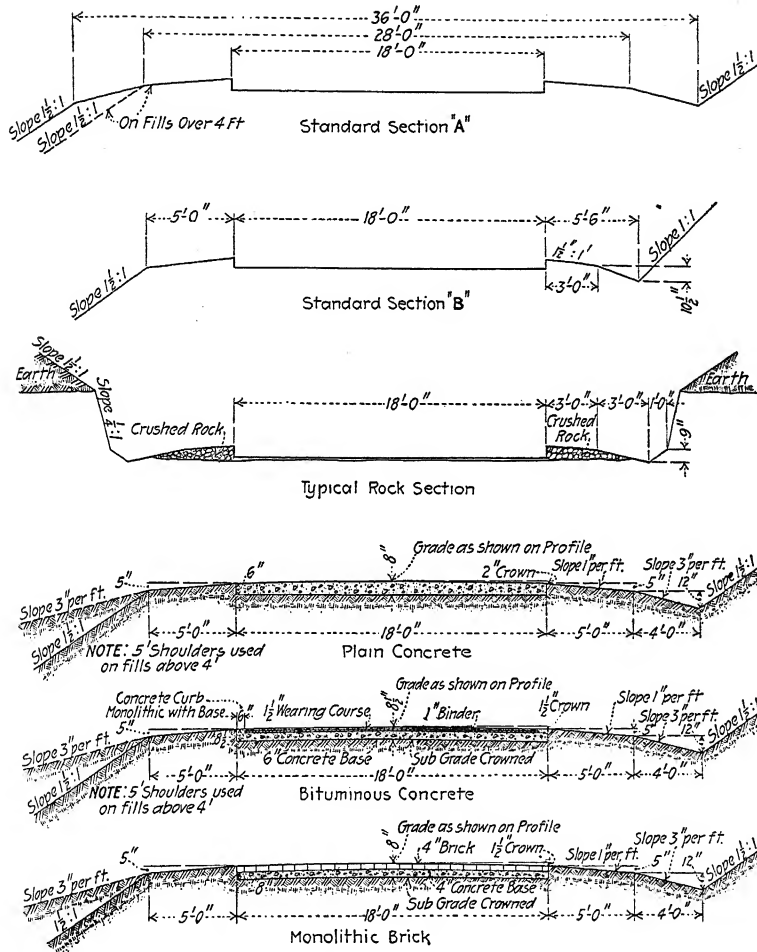 36'-0"
28'-0"
18'-0"
Slope 1½:1
Slope 1½:1
Slope 1½:1
On Fills Over 4 Ft
Standard Section "A"
5'-0"
18'-0"
5'-6"
1½":1'
Slope 1:1
Slope 1½:1
3'-0"
10½"
Standard Section "B"
Slope 1½:1
Earth
Earth
Slope ¼:1
18'-0"
3'-0"
3'-0"
1'-0"
Crushed Rock
Crushed
Rock
9"
Typical Rock Section
8"
Grade as shown on Profile
5"
6"
2" Crown
Slope 1" per ft.
Slope 3" per ft.
5"
12"
Slope 1½:1
Slope 3" per ft.
Slope 1½:1
5'-0"
18'-0"
5'-0"
4'-0"
NOTE: 5' Shoulders used
on fills above 4'
Plain Concrete
Concrete Curb
Monolithic with Base
6"
1½" Wearing Course
8½"
Grade as shown on Profile
1" Binder
1½" Crown
Slope 1" per ft
Slope 3" per ft.
5"
12"
Slope 1½:1
5"
8½"
Slope 3" per ft.
Slope 1½:1
6" Concrete Base
Sub Grade Crowned
5'-0"
18'-0"
5'-0"
4'-0"
NOTE: 5' Shoulders used
on fills above 4'
Bituminous Concrete
8"
Grade as shown on Profile
4" Brick
1½" Crown
Slope 1" per ft.
Slope 3" per ft.
5"
12"
Slope 1½:1
5"
Slope 3" per ft.
1½:1
8"
4" Concrete Base
Sub Grade Crowned
5'-0"
18'-0"
5'-0"
4'-0"
Monolithic Brick